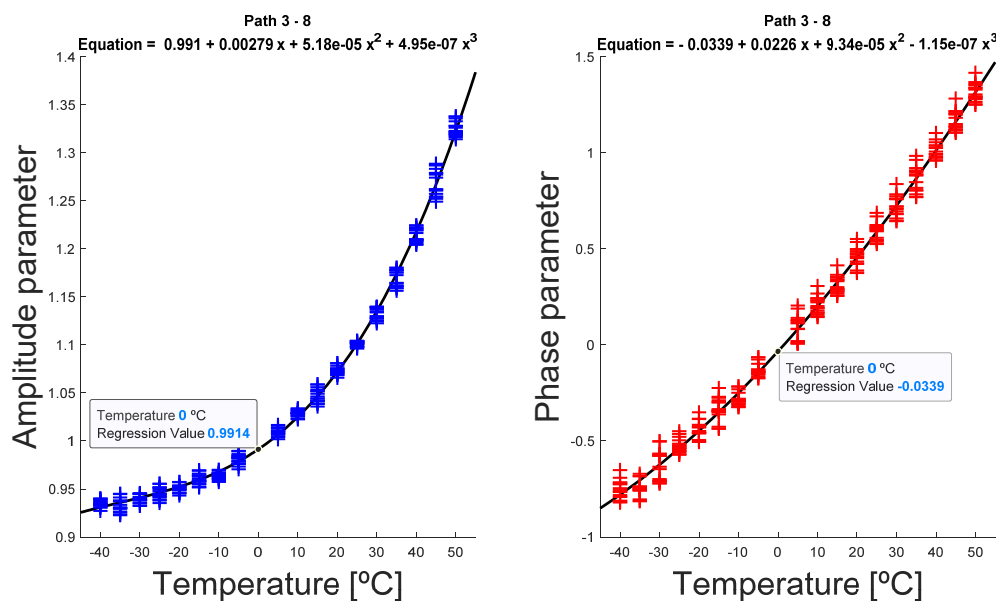 Path 3 - 8
Equation = 0.991 + 0.00279 x + 5.18e-05 x^2 + 4.95e-07 x^3
1.4
1.35
1.3
1.25
1.2
1.15
1.1
1.05
1
0.95
0.9
Amplitude parameter
Temperature 0 ºC
Regression Value 0.9914
-40 -30 -20 -10 0 10 20 30 40 50
Temperature [ºC]
Path 3 - 8
Equation = - 0.0339 + 0.0226 x + 9.34e-05 x^2 - 1.15e-07 x^3
1.5
1
0.5
0
-0.5
-1
Phase parameter
Temperature 0 ºC
Regression Value -0.0339
-40 -30 -20 -10 0 10 20 30 40 50
Temperature [ºC]